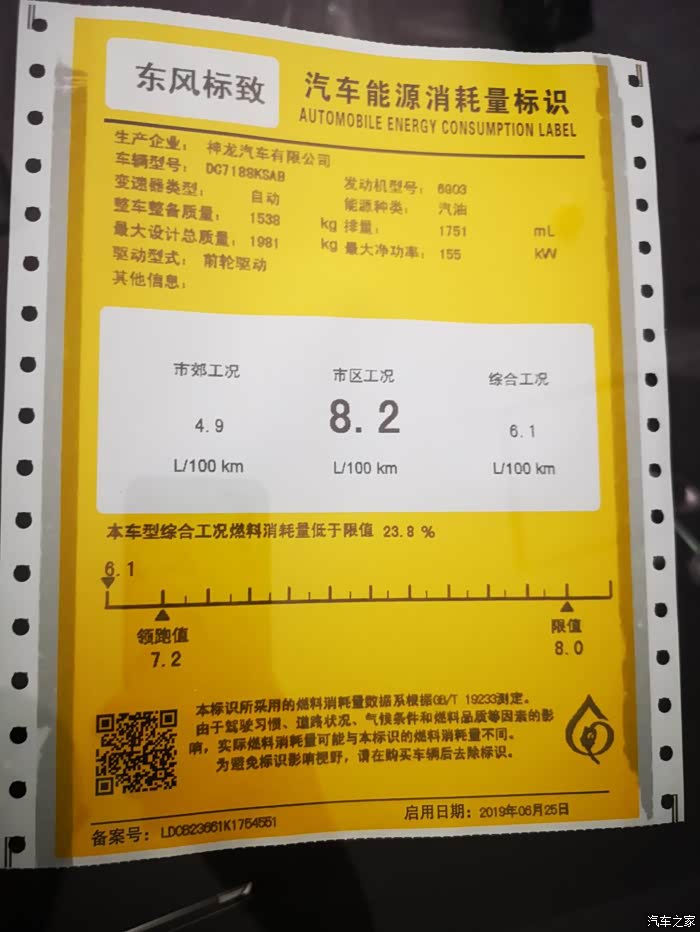 东风标致
汽车能源消耗量标识
AUTOMOBILE ENERGY CONSUMPTION LABEL
生产企业: 神龙汽车有限公司
车辆型号: DC7188KSAB 发动机型号: 6G03
变速器类型: 自动 能源种类: 汽油
整车整备质量: 1538 kg 排量: 1751 mL
最大设计总质量: 1981 kg 最大净功率: 155 kW
驱动型式: 前轮驱动
其他信息:
市郊工况 市区工况 综合工况
4.9 8.2 6.1
L/100 km L/100 km L/100 km
本车型综合工况燃料消耗量低于限值 23.8 %
6.1
领跑值 限值
7.2 8.0
本标识所采用的燃料消耗量数据系根据GB/T 19233测定。
由于驾驶习惯、道路状况、气候条件和燃料品质等因素的影
响，实际燃料消耗量可能与本标识的燃料消耗量不同。
为避免标识影响视野，请在购买车辆后去除标识。
备案号: LDCB23661K1754551 启用日期: 2019年06月25日
汽车之家